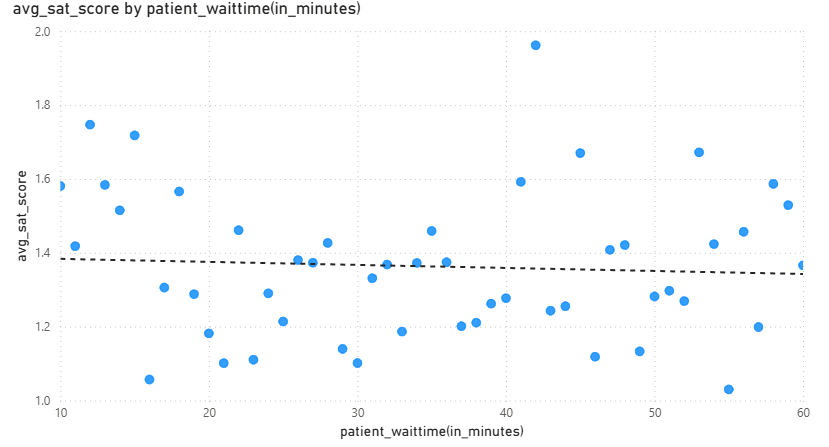 avg_sat_score by patient_waittime(in_minutes)
2.0
1.8
1.6
1.4
1.2
1.0
avg_sat_score
10 20 30 40 50 60
patient_waittime(in_minutes)